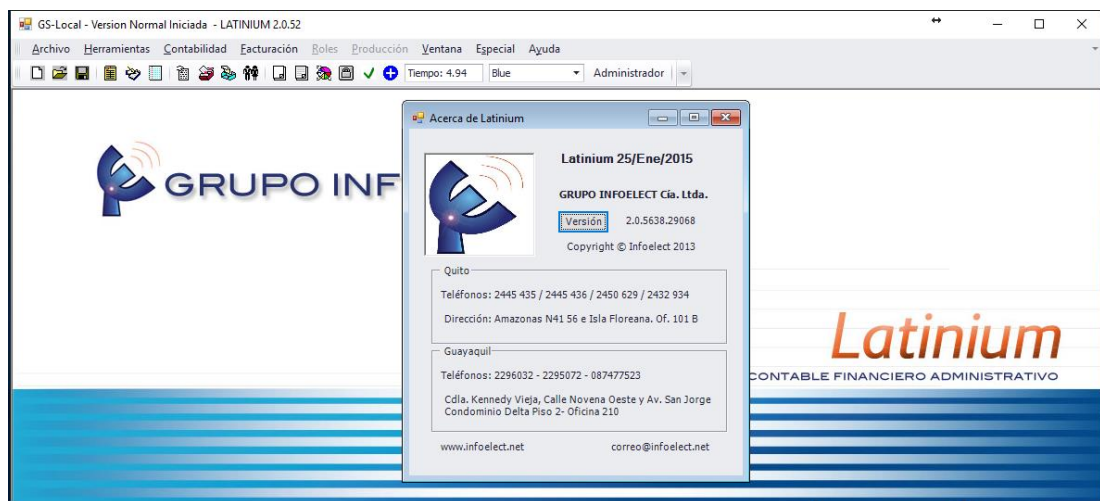 GS-Local - Version Normal Iniciada - LATINIUM 2.0.52
Archivo Herramientas Contabilidad Facturación Roles Producción Ventana Especial Ayuda
Tiempo: 4.94 Blue Administrador
GRUPO INF
Acerca de Latinium
Latinium 25/Ene/2015
GRUPO INFOELECT Cía. Ltda.
Versión 2.0.5638.29068
Copyright © Infoelect 2013
Quito
Teléfonos: 2445 435 / 2445 436 / 2450 629 / 2432 934
Dirección: Amazonas N41 56 e Isla Floreana. Of. 101 B
Guayaquil
Teléfonos: 2296032 - 2295072 - 087477523
Cdla. Kennedy Vieja, Calle Novena Oeste y Av. San Jorge
Condominio Delta Piso 2- Oficina 210
www.infoelect.net correo@infoelect.net
Latinium
CONTABLE FINANCIERO ADMINISTRATIVO